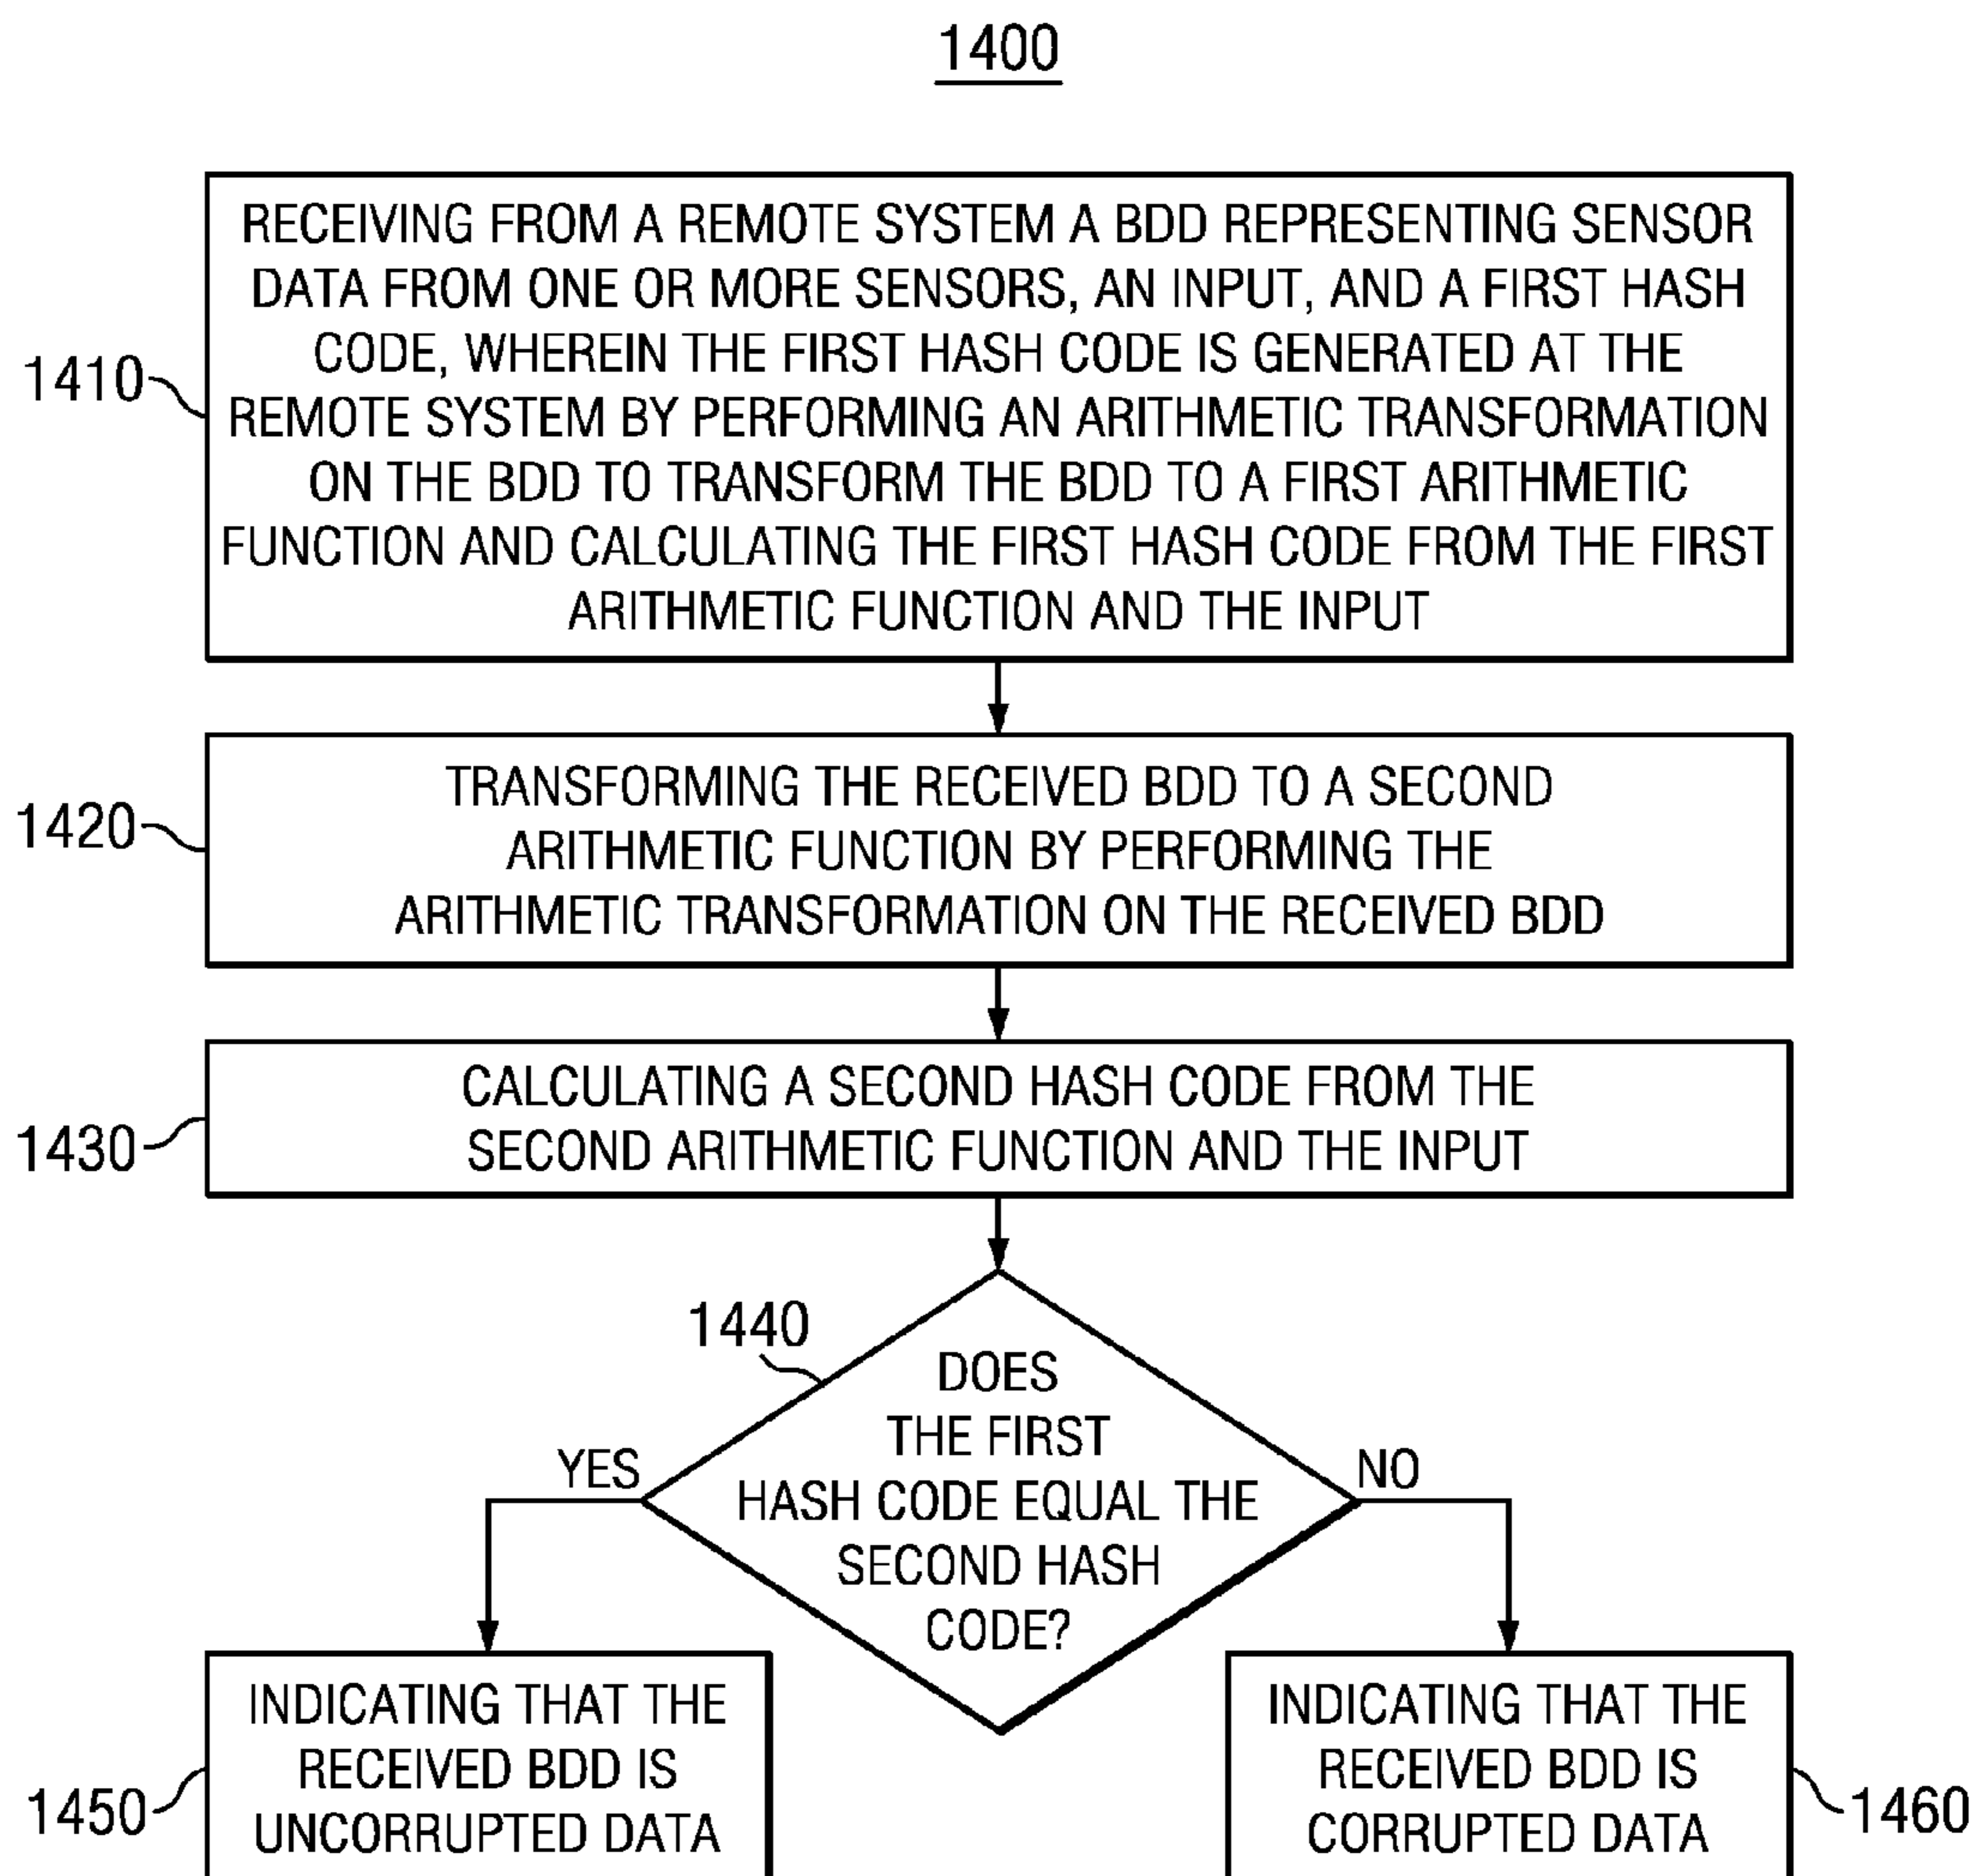 1400
1410
RECEIVING FROM A REMOTE SYSTEM A BDD REPRESENTING SENSOR
DATA FROM ONE OR MORE SENSORS, AN INPUT, AND A FIRST HASH
CODE, WHEREIN THE FIRST HASH CODE IS GENERATED AT THE
REMOTE SYSTEM BY PERFORMING AN ARITHMETIC TRANSFORMATION
ON THE BDD TO TRANSFORM THE BDD TO A FIRST ARITHMETIC
FUNCTION AND CALCULATING THE FIRST HASH CODE FROM THE FIRST
ARITHMETIC FUNCTION AND THE INPUT
1420
TRANSFORMING THE RECEIVED BDD TO A SECOND
ARITHMETIC FUNCTION BY PERFORMING THE
ARITHMETIC TRANSFORMATION ON THE RECEIVED BDD
1430
CALCULATING A SECOND HASH CODE FROM THE
SECOND ARITHMETIC FUNCTION AND THE INPUT
1440
DOES
THE FIRST
HASH CODE EQUAL THE
SECOND HASH
CODE?
YES
NO
1450
INDICATING THAT THE
RECEIVED BDD IS
UNCORRUPTED DATA
INDICATING THAT THE
RECEIVED BDD IS
CORRUPTED DATA
1460